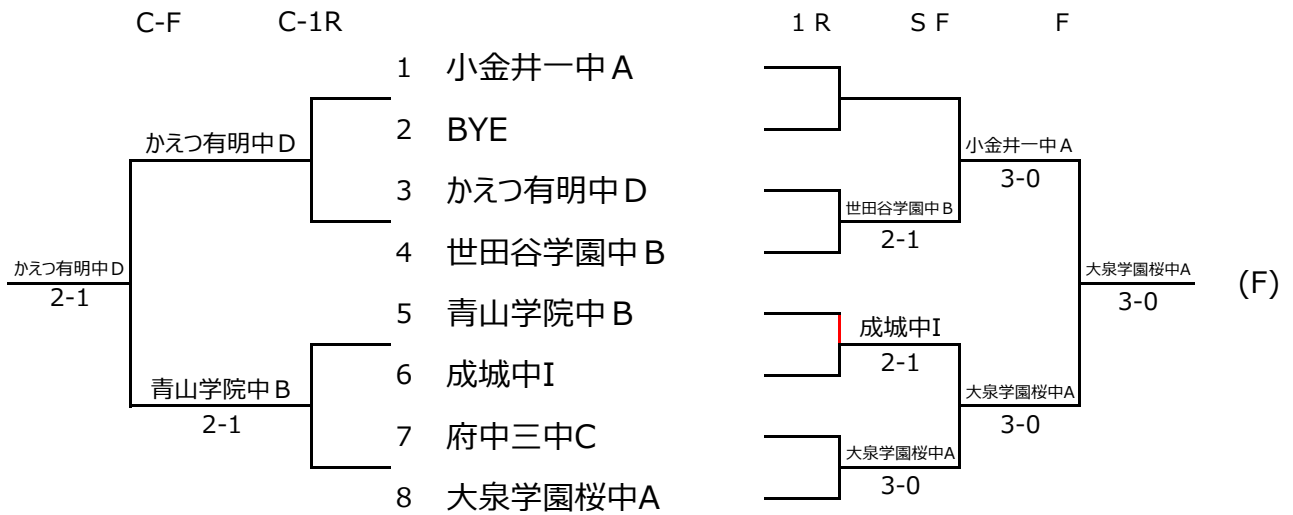 C-F C-1R 1 R S F F
1 小金井一中Ａ
2 BYE
かえつ有明中Ｄ 小金井一中Ａ
3-0
3 かえつ有明中Ｄ
世田谷学園中Ｂ
2-1
4 世田谷学園中Ｂ
かえつ有明中Ｄ 大泉学園桜中A (F)
2-1 3-0
5 青山学院中Ｂ
成城中I
2-1
6 成城中I
青山学院中Ｂ 大泉学園桜中A
2-1 3-0
7 府中三中C
大泉学園桜中A
3-0
8 大泉学園桜中A